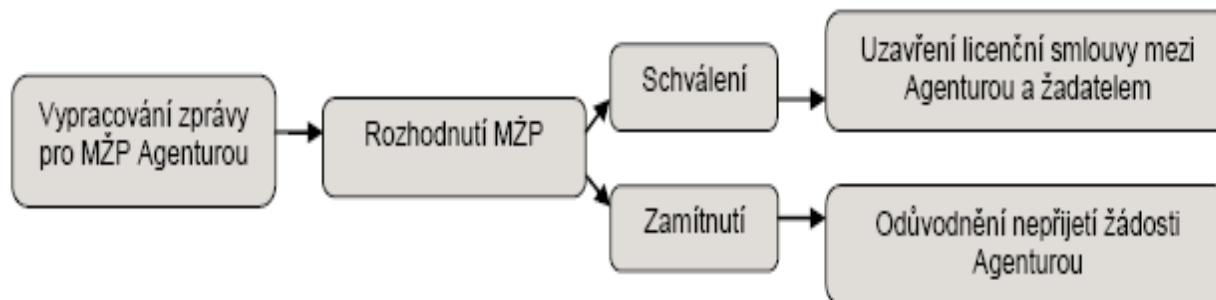 Vypracování zprávy
pro MŽP Agenturou
Rozhodnutí MŽP
Schválení
Uzavření licenční smlouvy mezi
Agenturou a žadatelem
Zamítnutí
Odůvodnění nepřijetí žádosti
Agenturou